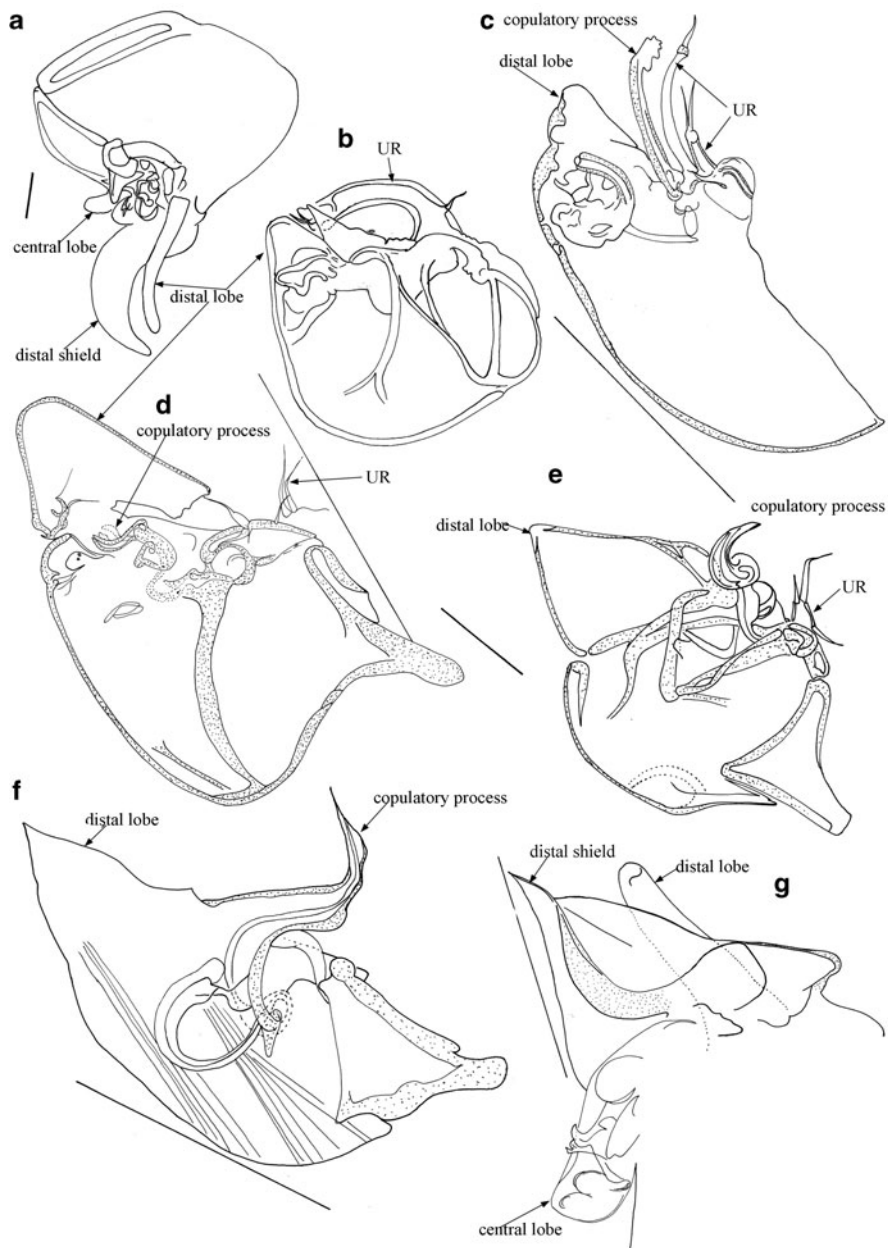 a
central lobe
distal shield
distal lobe
b
UR
c
copulatory process
distal lobe
UR
d
copulatory process
UR
e
copulatory process
distal lobe
UR
f
distal lobe
copulatory process
g
distal shield
distal lobe
central lobe